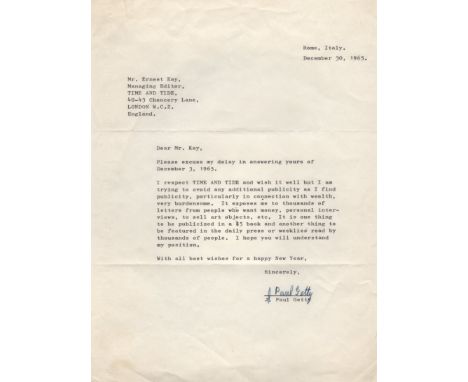 Rome, Italy.
December 30, 1965.
Mr. Ernest Kay,
Managing Editor,
TIME AND TIDE,
40-43 Chancery Lane,
LONDON W.C.2.
England.
Dear Mr. Kay,
Please excuse my delay in answering yours of
December 3, 1965.
I respect TIME AND TIDE and wish it well but I am
trying to avoid any additional publicity as I find
publicity, particularly in connection with wealth,
very burdensome. It exposes me to thousands of
letters from people who want money, personal inter-
views, to sell art objects, etc. It is one thing
to be publicized in a $5 book and another thing to
be featured in the daily press or weeklies read by
thousands of people. I hope you will understand
my position.
With all best wishes for a happy New Year,
Sincerely,
J Paul Getty
J Paul Getty